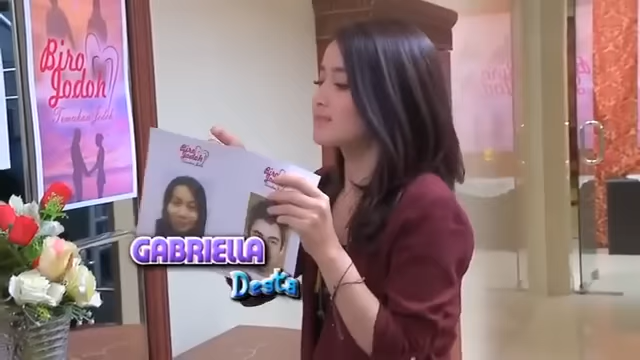 Biro
Jodoh
Temukan Jodoh
Biro
Jodoh
Biro
Jodoh
GABRIELLA
Desta